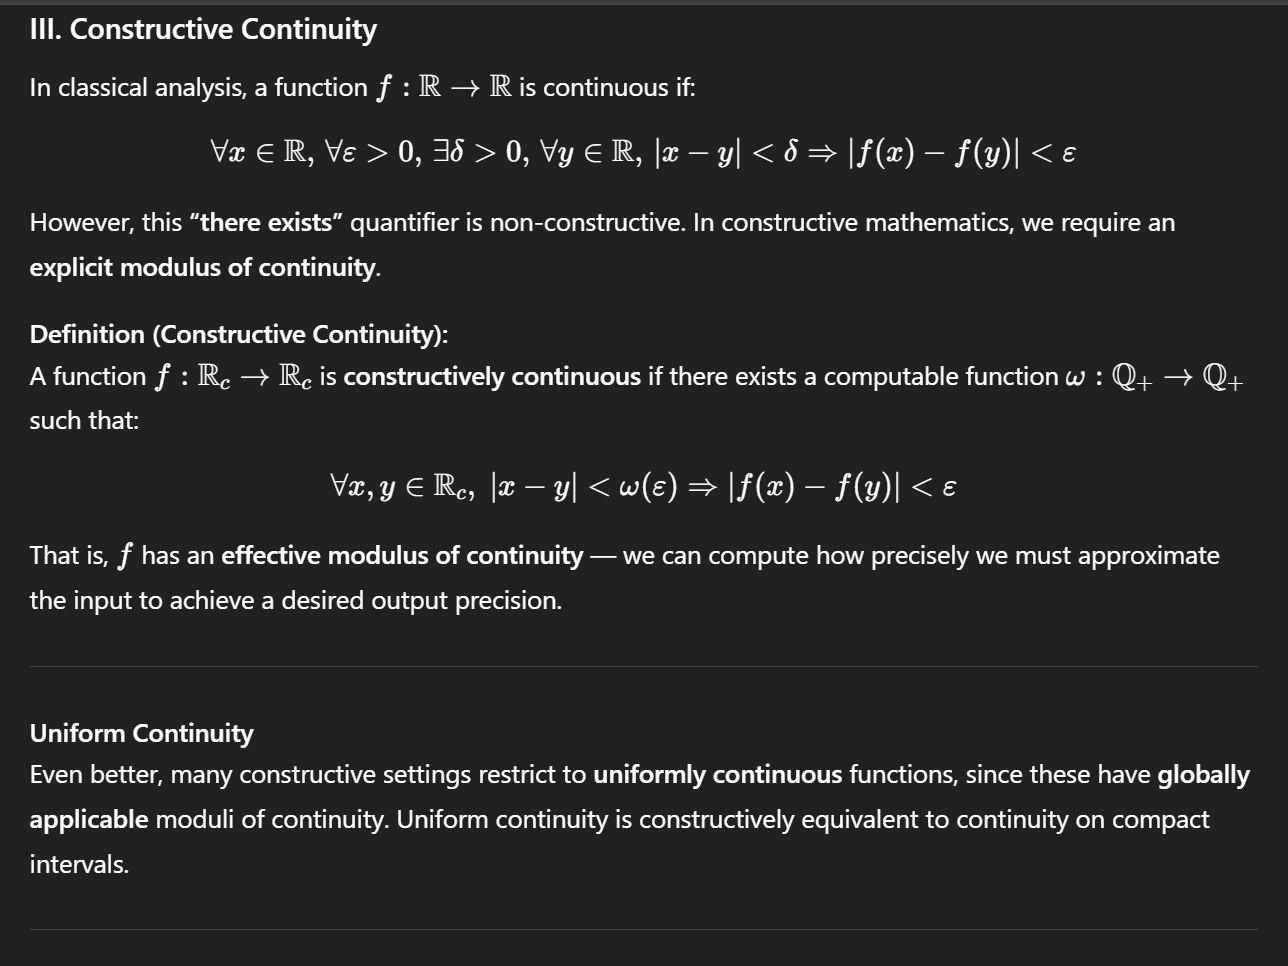 III. Constructive Continuity
In classical analysis, a function f : ℝ → ℝ is continuous if:
∀x ∈ ℝ, ∀ε > 0, ∃δ > 0, ∀y ∈ ℝ, |x − y| < δ ⇒ |f(x) − f(y)| < ε
However, this “there exists” quantifier is non-constructive. In constructive mathematics, we require an
explicit modulus of continuity.
Definition (Constructive Continuity):
A function f : ℝ_c → ℝ_c is constructively continuous if there exists a computable function ω : ℚ₊ → ℚ₊
such that:
∀x, y ∈ ℝ_c, |x − y| < ω(ε) ⇒ |f(x) − f(y)| < ε
That is, f has an effective modulus of continuity — we can compute how precisely we must approximate
the input to achieve a desired output precision.
Uniform Continuity
Even better, many constructive settings restrict to uniformly continuous functions, since these have globally
applicable moduli of continuity. Uniform continuity is constructively equivalent to continuity on compact
intervals.